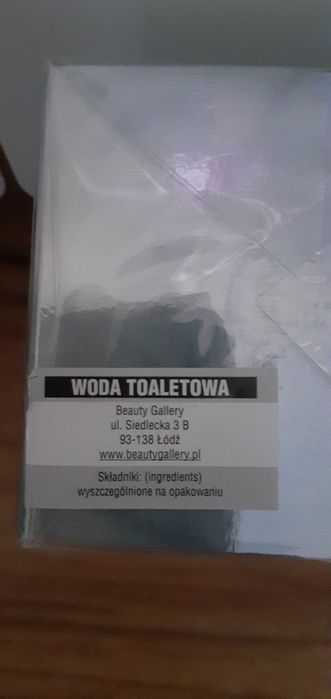 WODA TOALETOWA
Beauty Gallery
ul. Siedlecka 3 B
93-138 Łódź
www.beautygallery.pl
Składniki: (ingredients)
wyszczególnione na opakowaniu